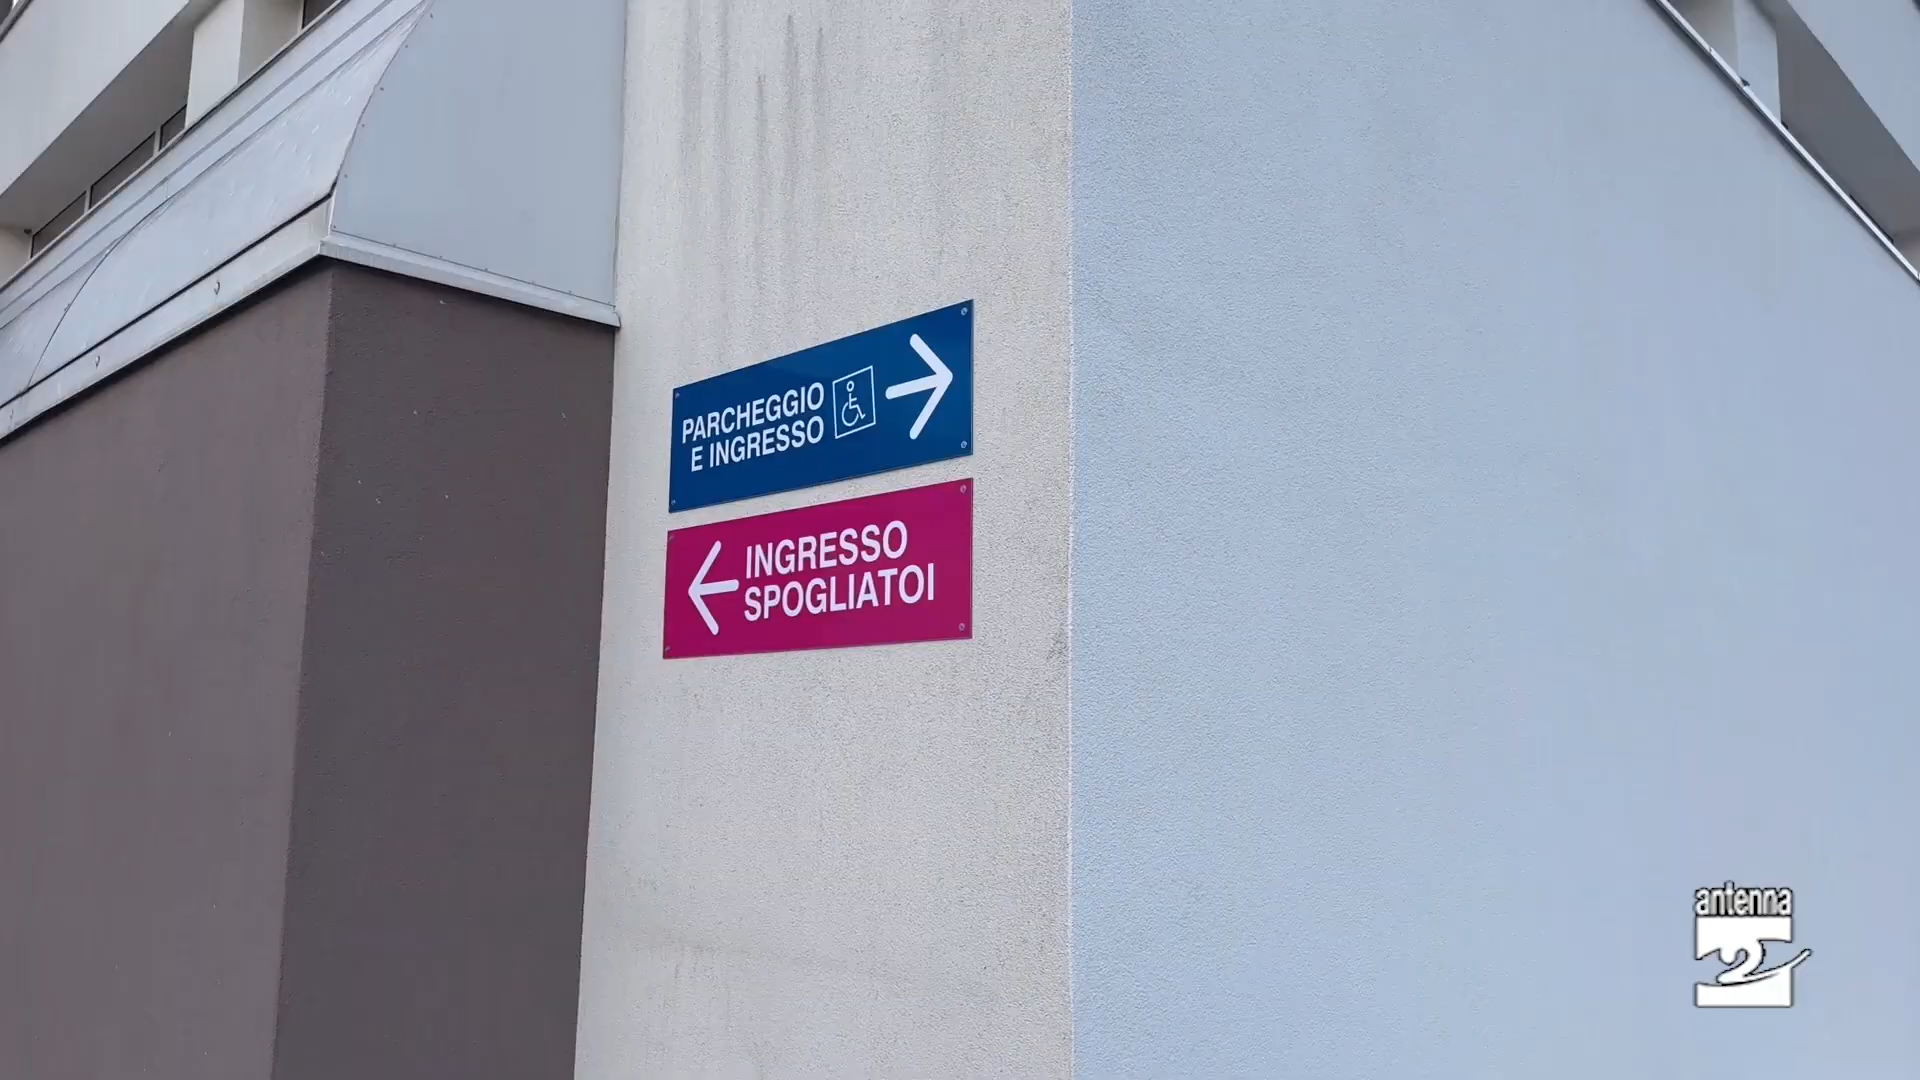 PARCHEGGIO
E INGRESSO
INGRESSO
SPOGLIATOI
antenna
2